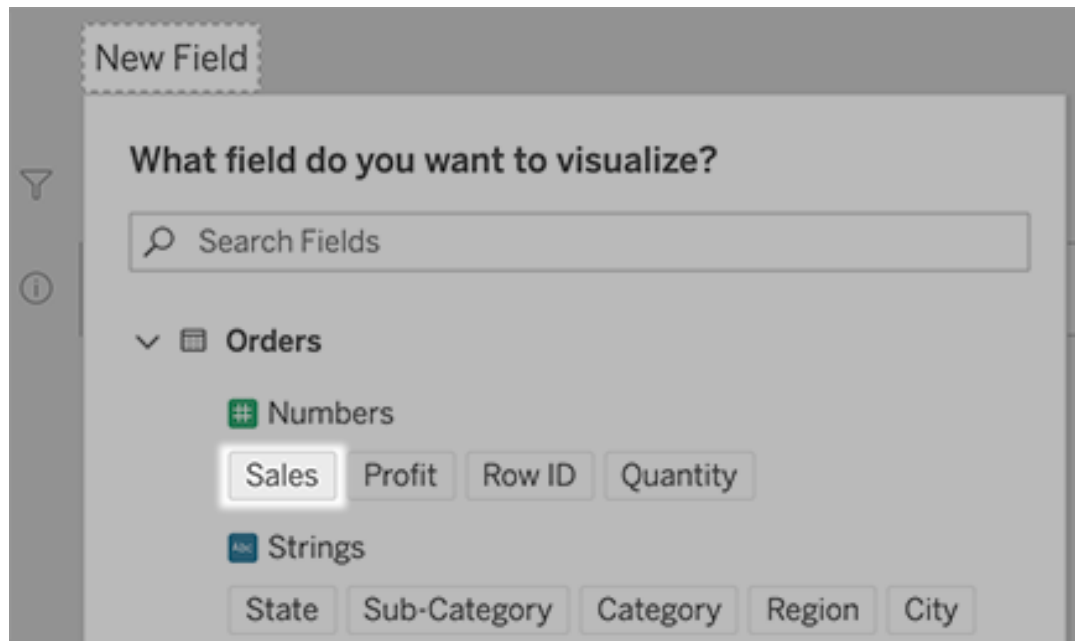 New Field
What field do you want to visualize?
Search Fields
Orders
# Numbers
Sales Profit Row ID Quantity
Abc Strings
State Sub-Category Category Region City